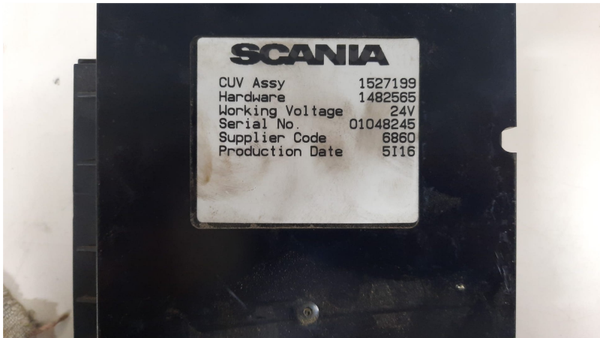 SCANIA
CUV Assy 1527199
Hardware 1482565
Working Voltage 24V
Serial No. 01048245
Supplier Code 6860
Production Date 5I16